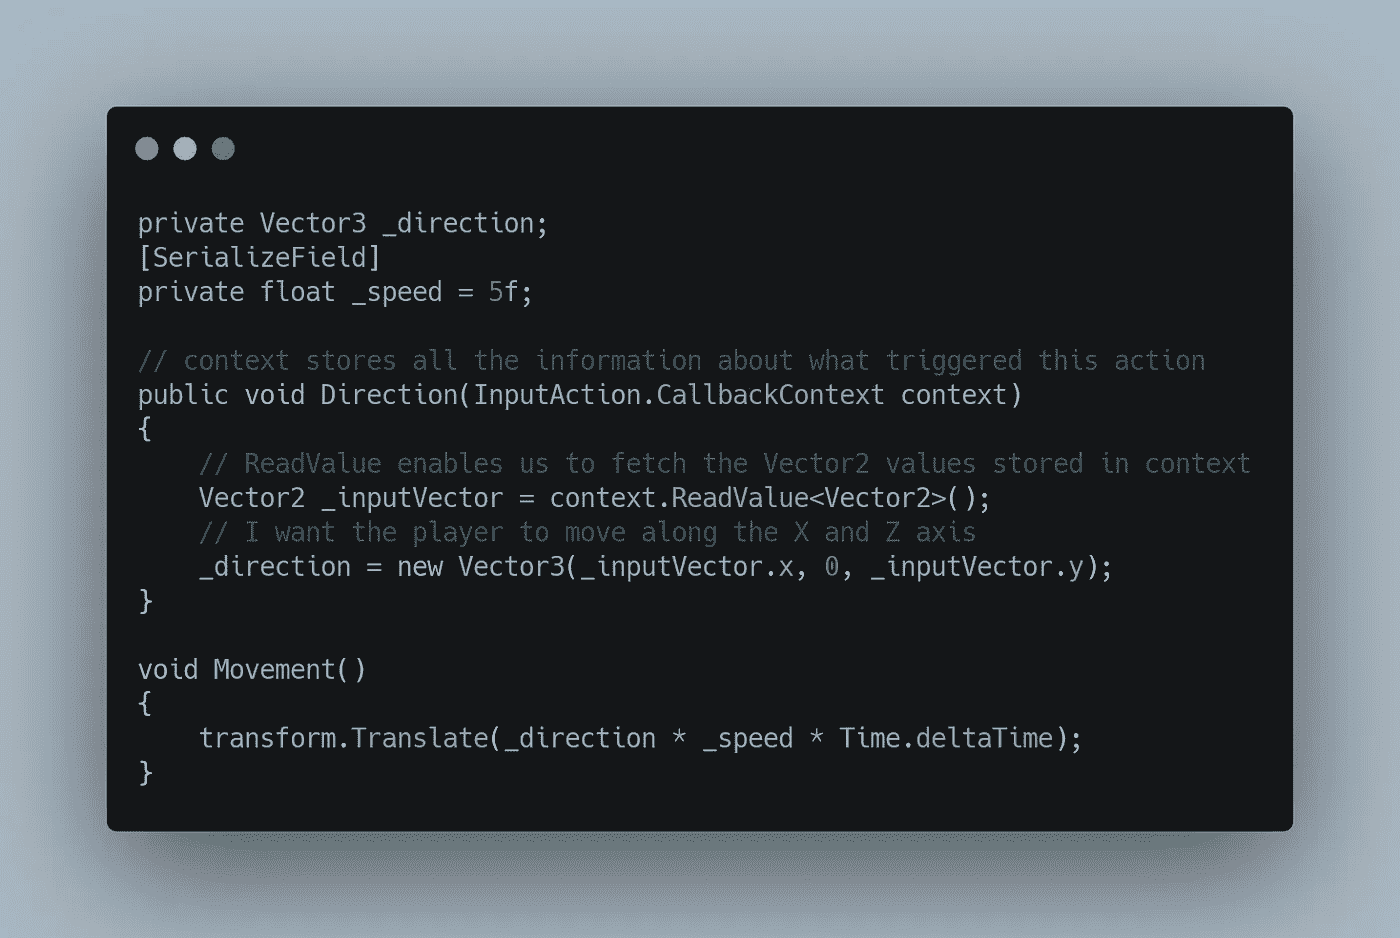 private Vector3 _direction;
[SerializeField]
private float _speed = 5f;

// context stores all the information about what triggered this action
public void Direction(InputAction.CallbackContext context)
{
    // ReadValue enables us to fetch the Vector2 values stored in context
    Vector2 _inputVector = context.ReadValue<Vector2>();
    // I want the player to move along the X and Z axis
    _direction = new Vector3(_inputVector.x, 0, _inputVector.y);
}

void Movement()
{
    transform.Translate(_direction * _speed * Time.deltaTime);
}